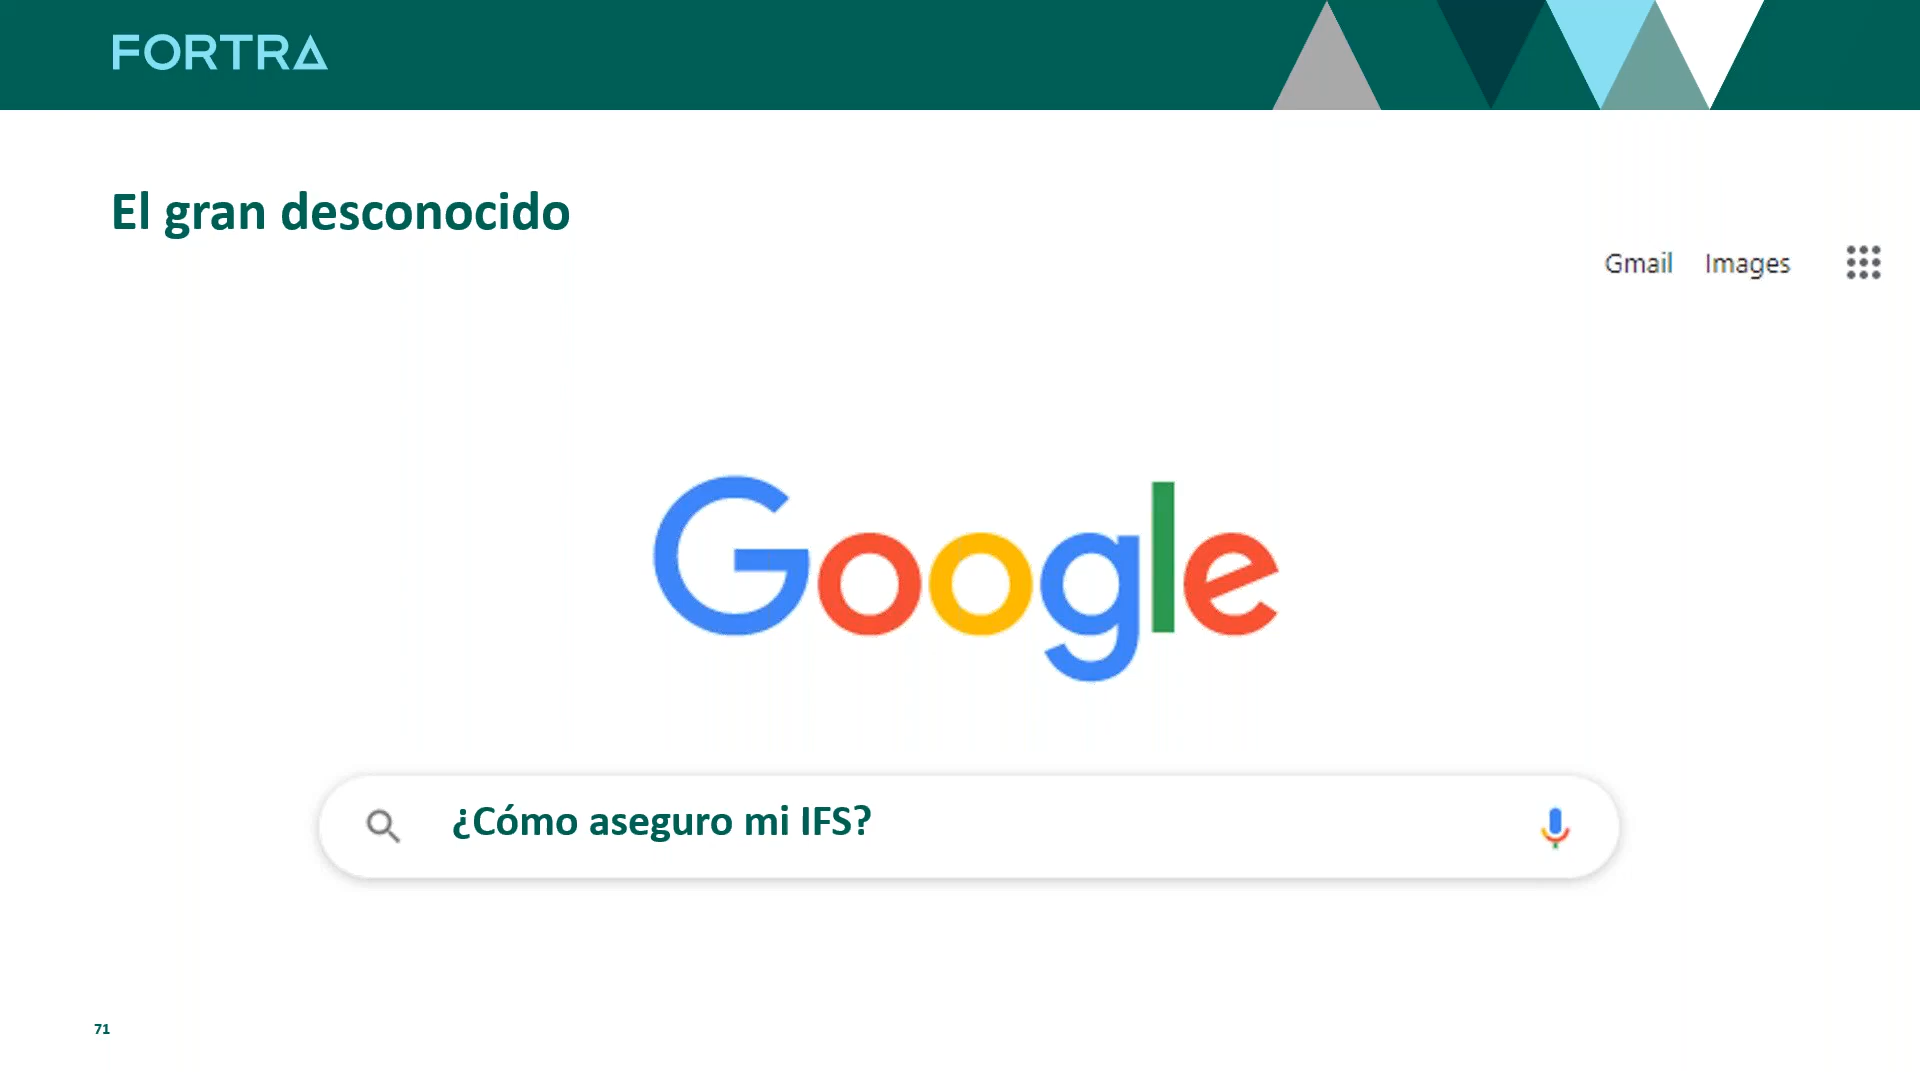 FORTRA
El gran desconocido
Gmail Images
Google
¿Cómo aseguro mi IFS?
71